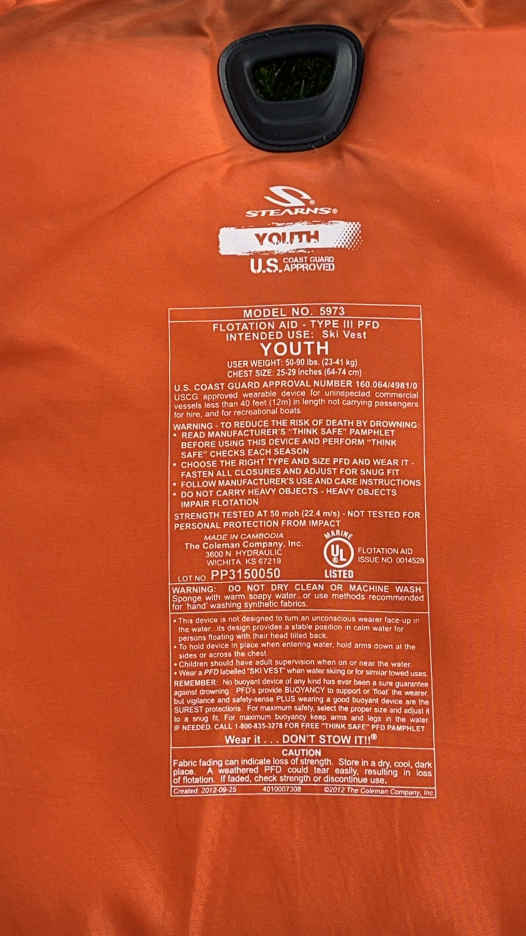 STEARNS®
YOUTH
U.S. COAST GUARD APPROVED
MODEL NO. 5973
FLOTATION AID - TYPE III PFD
INTENDED USE: Ski Vest
YOUTH
USER WEIGHT: 50-90 lbs. (23-41 kg)
CHEST SIZE: 25-29 inches (64-74 cm)
U.S. COAST GUARD APPROVAL NUMBER 160.064/4981/0
USCG approved wearable device for uninspected commercial
vessels less than 40 feet (12m) in length not carrying passengers
for hire, and for recreational boats.
WARNING - TO REDUCE THE RISK OF DEATH BY DROWNING:
• READ MANUFACTURER'S "THINK SAFE" PAMPHLET
BEFORE USING THIS DEVICE AND PERFORM "THINK
SAFE" CHECKS EACH SEASON
• CHOOSE THE RIGHT TYPE AND SIZE PFD AND WEAR IT -
FASTEN ALL CLOSURES AND ADJUST FOR SNUG FIT
• FOLLOW MANUFACTURER'S USE AND CARE INSTRUCTIONS
• DO NOT CARRY HEAVY OBJECTS - HEAVY OBJECTS
IMPAIR FLOTATION
STRENGTH TESTED AT 50 mph (22.4 m/s) - NOT TESTED FOR
PERSONAL PROTECTION FROM IMPACT
MADE IN CAMBODIA
The Coleman Company, Inc.
3600 N. HYDRAULIC
WICHITA, KS 67219
LOT NO. PP3150050
MARINE
UL
LISTED
FLOTATION AID
ISSUE NO. 0014529
WARNING: DO NOT DRY CLEAN OR MACHINE WASH.
Sponge with warm, soapy water...or use methods recommended
for 'hand' washing synthetic fabrics.
• This device is not designed to turn an unconscious wearer face-up in
the water...its design provides a stable position in calm water for
persons floating with their head tilted back.
• To hold device in place when entering water, hold arms down at the
sides or across the chest.
• Children should have adult supervision when on or near the water.
• Wear a PFD labelled "SKI VEST" when water skiing or for similar towed uses.
REMEMBER: No buoyant device of any kind has ever been a sure guarantee
against drowning. PFD's provide BUOYANCY to support or 'float' the wearer,
but vigilance and safety-sense PLUS wearing a good buoyant device are the
SUREST protections. For maximum safety, select the proper size and adjust it
to a snug fit. For maximum buoyancy keep arms and legs in the water.
IF NEEDED, CALL 1-800-835-3278 FOR FREE "THINK SAFE" PFD PAMPHLET
Wear it . . . DON'T STOW IT!!®
CAUTION
Fabric fading can indicate loss of strength. Store in a dry, cool, dark
place. A weathered PFD could tear easily, resulting in loss
of flotation. If faded, check strength or discontinue use.
Created: 2012-09-25 4010007308 ©2012 The Coleman Company, Inc.